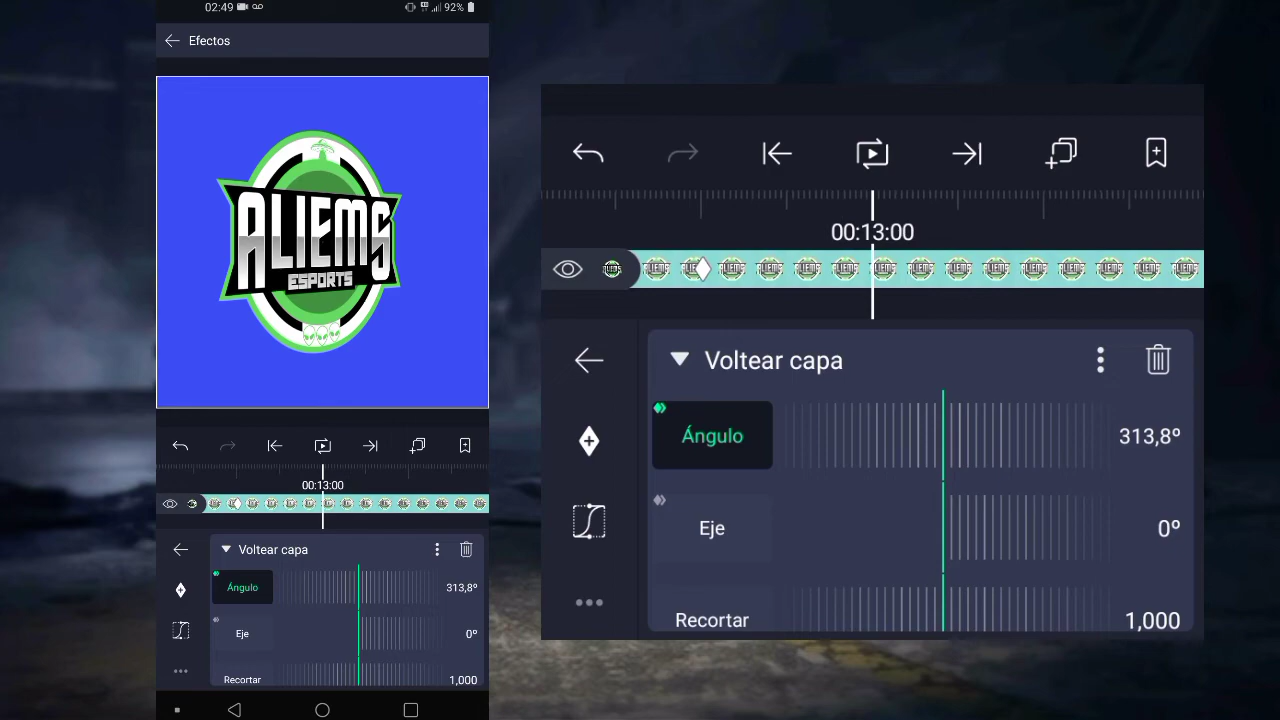 02:49
92%
Efectos
ALIEMS
ESPORTS
00:13:00
Voltear capa
Ángulo
313,8º
Eje
0º
Recortar
1,000
00:13:00
Voltear capa
Ángulo
313,8º
Eje
0º
Recortar
1,000